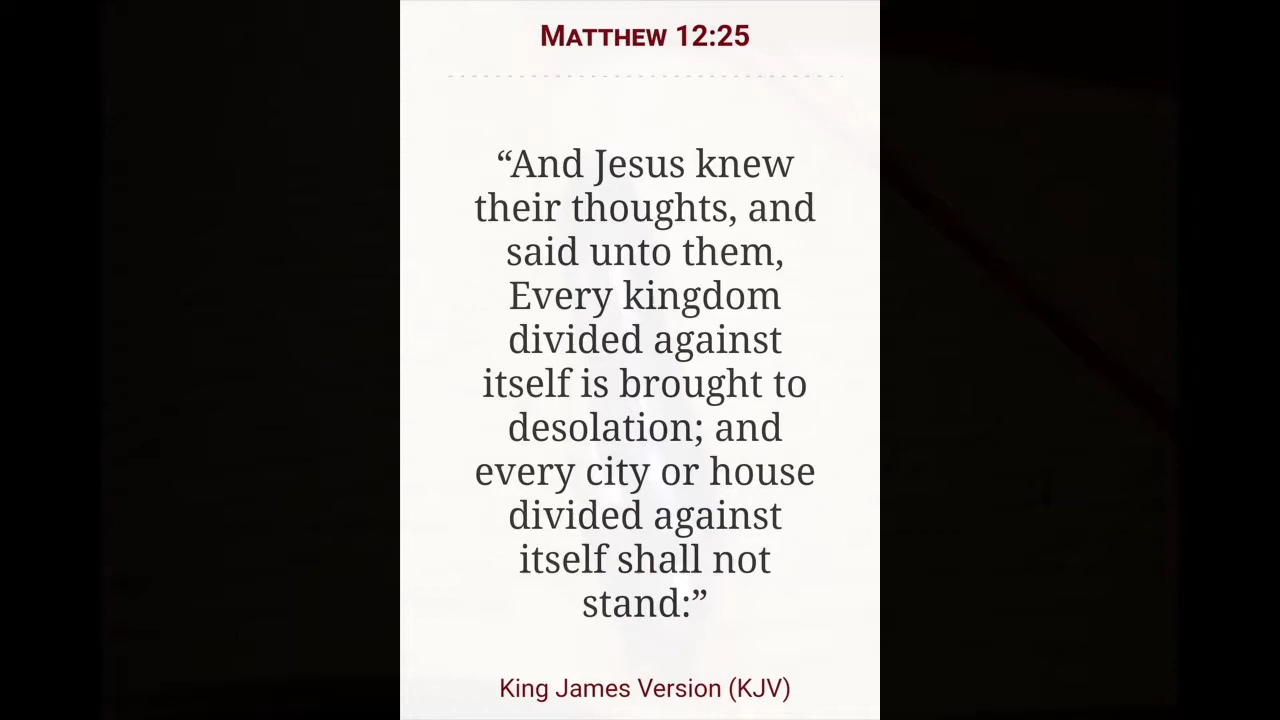 MATTHEW 12:25
“And Jesus knew
their thoughts, and
said unto them,
Every kingdom
divided against
itself is brought to
desolation; and
every city or house
divided against
itself shall not
stand:”
King James Version (KJV)